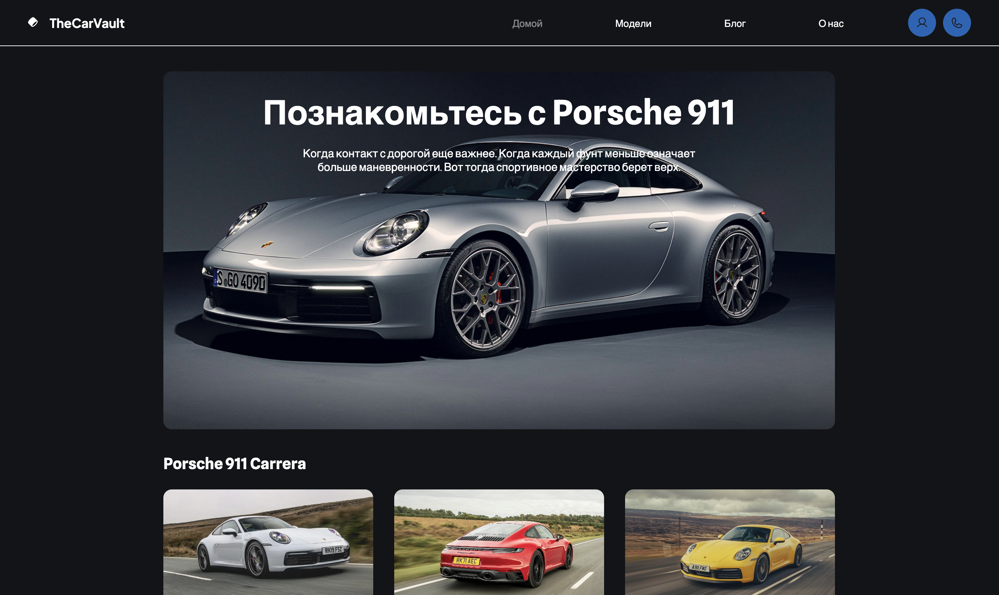 TheCarVault
Домой
Модели
Блог
О нас
Познакомьтесь с Porsche 911
Когда контакт с дорогой еще важнее. Когда каждый фунт меньше означает
больше маневренности. Вот тогда спортивное мастерство берет верх.
S GO 4090
Porsche 911 Carrera
RK19 FSZ
RK71 AEC
A911 FWD